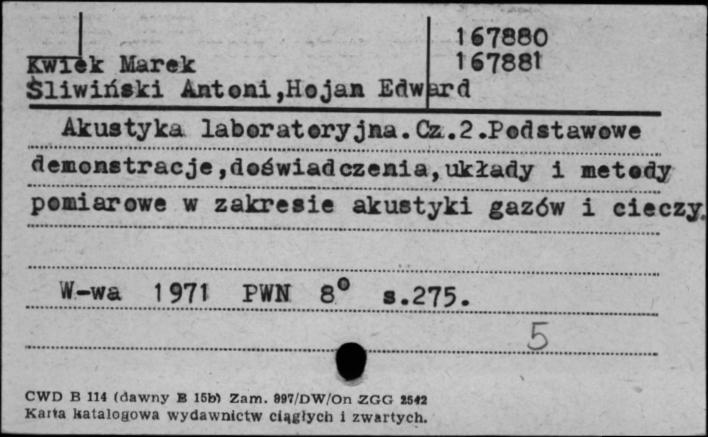 167880
Kwiek Marek 167881
Śliwiński Antoni,Hojan Edward
Akustyka laboratoryjna.Cz.2.Podstawowe
demonstracje,doświadczenia,układy i metody
pomiarowe w zakresie akustyki gazów i cieczy.
W-wa 1971 PWN 8° s.275.
5
CWD B 114 (dawny B 15b) Zam. 897/DW/On ZGG 2542
Karta katalogowa wydawnictw ciągłych i zwartych.